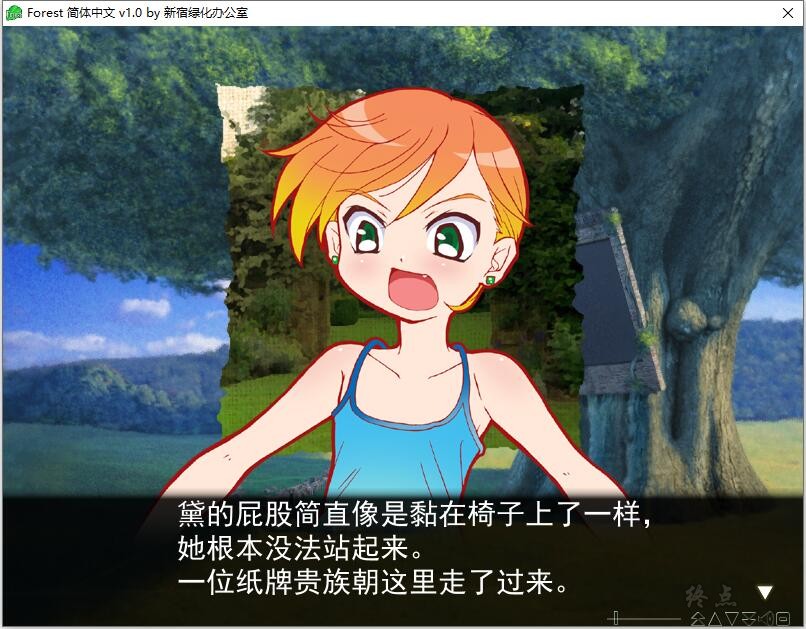 Forest 简体中文 v1.0 by 新宿绿化办公室
黛的屁股简直像是黏在椅子上了一样，
她根本没法站起来。
一位纸牌贵族朝这里走了过来。
终点